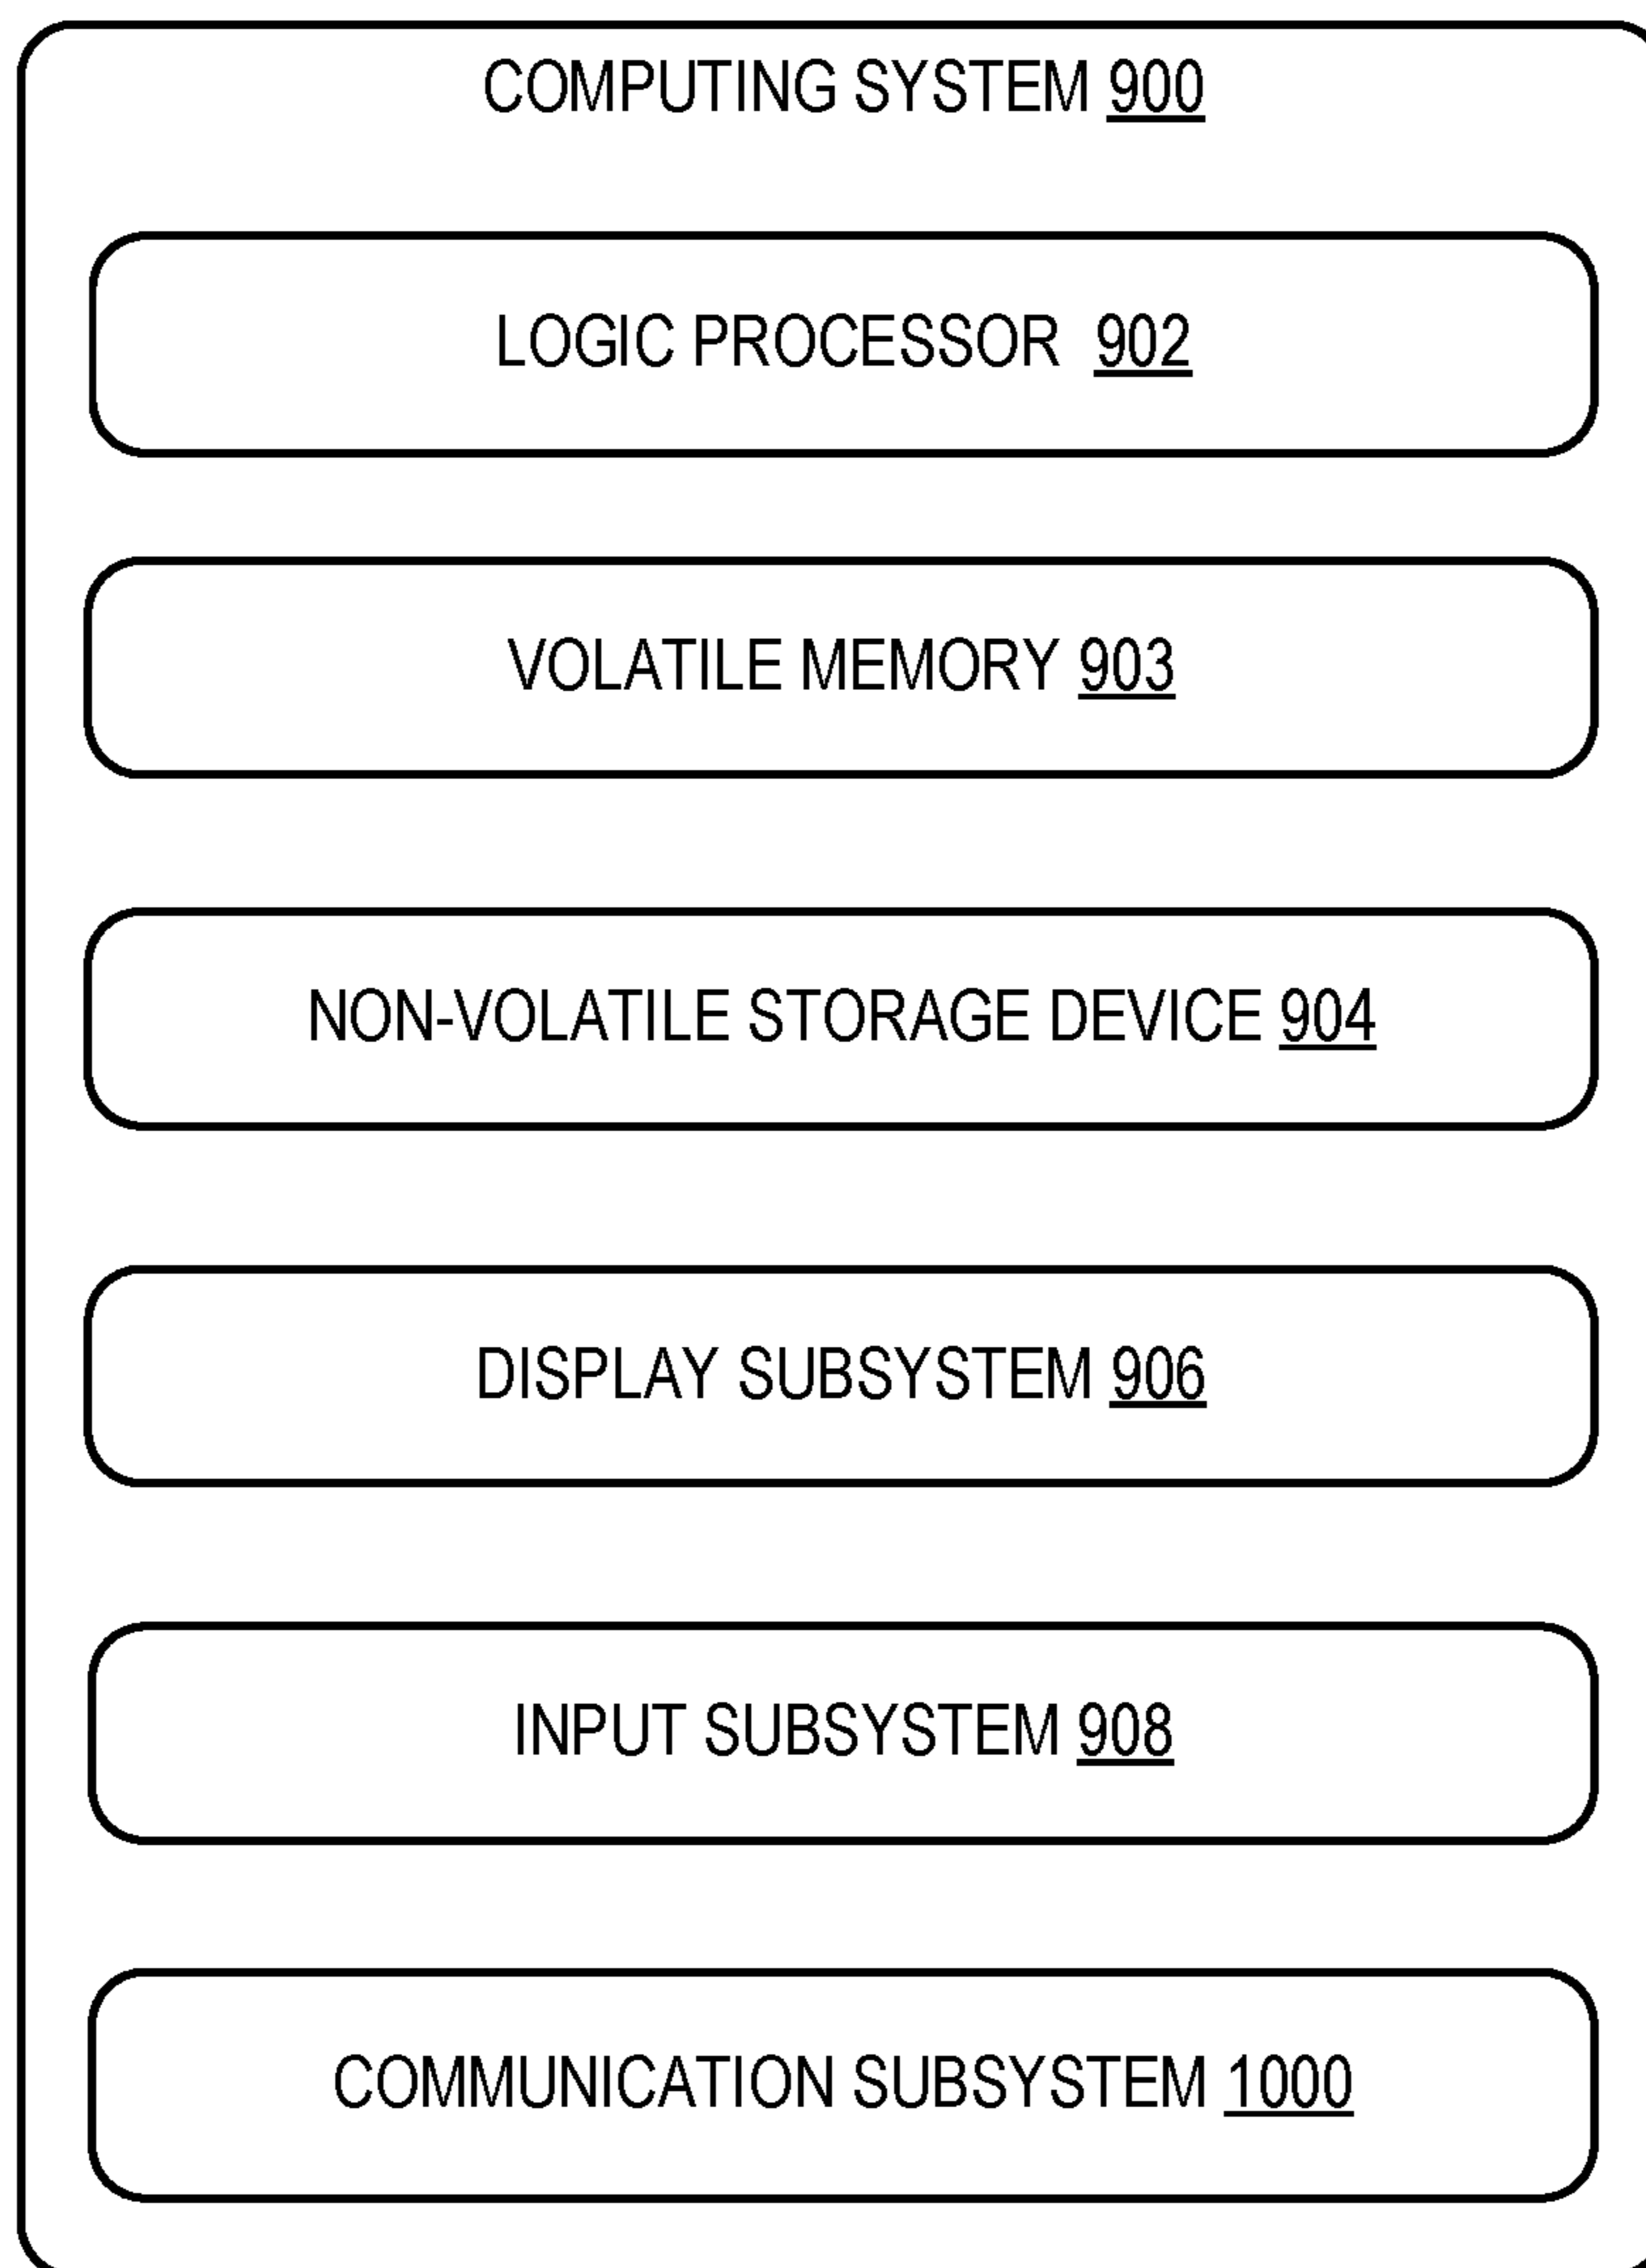 COMPUTING SYSTEM 900
LOGIC PROCESSOR 902
VOLATILE MEMORY 903
NON-VOLATILE STORAGE DEVICE 904
DISPLAY SUBSYSTEM 906
INPUT SUBSYSTEM 908
COMMUNICATION SUBSYSTEM 1000